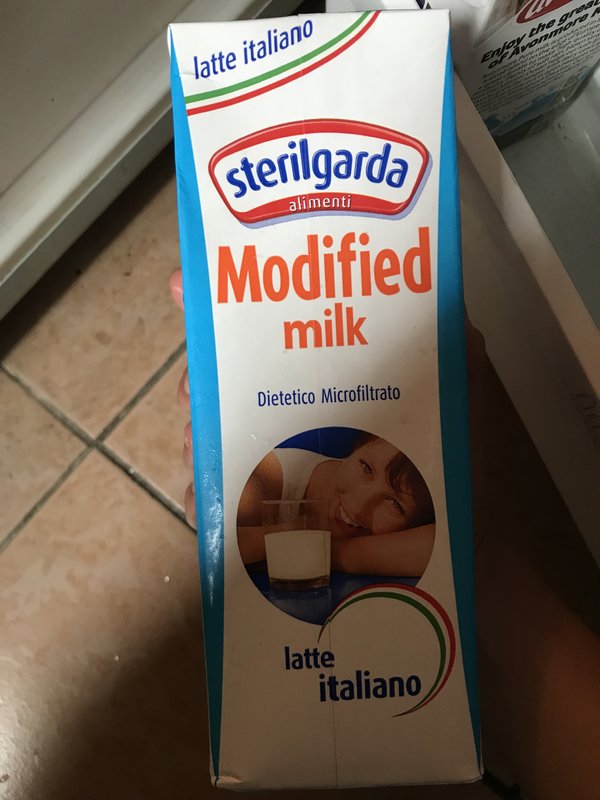 latte italiano
Enjoy the great
of Avonmore
sterilgarda
alimenti
Modified
milk
Dietetico Microfiltrato
latte
italiano